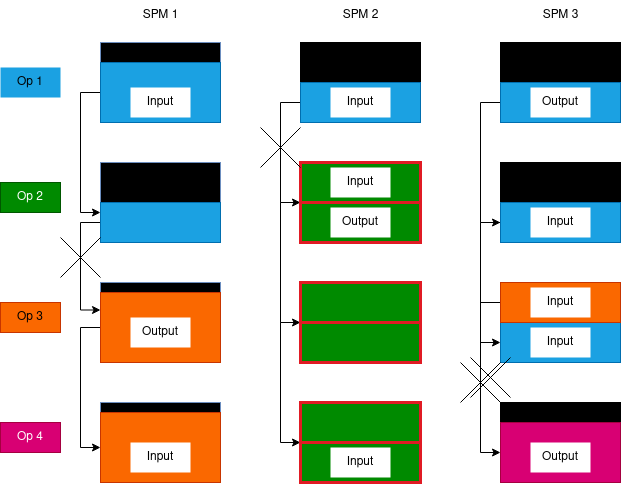 SPM 1
SPM 2
SPM 3
Op 1
Input
Input
Output
Op 2
Input
Output
Input
Op 3
Output
Input
Input
Op 4
Input
Input
Output